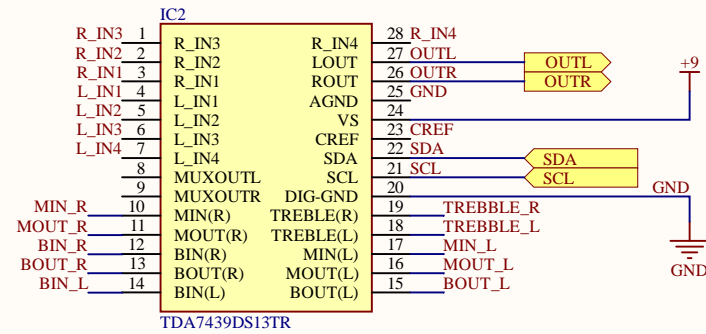 IC2
R_IN3 1 R_IN3 R_IN4 28 R_IN4
R_IN2 2 R_IN2 LOUT 27 OUTL OUTL
R_IN1 3 R_IN1 ROUT 26 OUTR OUTR
L_IN1 4 L_IN1 AGND 25 GND
L_IN2 5 L_IN2 VS 24 +9
L_IN3 6 L_IN3 CREF 23 CREF
L_IN4 7 L_IN4 SDA 22 SDA SDA
8 MUXOUTL SCL 21 SCL SCL
9 MUXOUTR DIG-GND 20 GND
MIN_R 10 MIN(R) TREBLE(R) 19 TREBBLE_R
MOUT_R 11 MOUT(R) TREBLE(L) 18 TREBBLE_L
BIN_R 12 BIN(R) MIN(L) 17 MIN_L
BOUT_R 13 BOUT(R) MOUT(L) 16 MOUT_L
BIN_L 14 BIN(L) BOUT(L) 15 BOUT_L
GND
TDA7439DS13TR